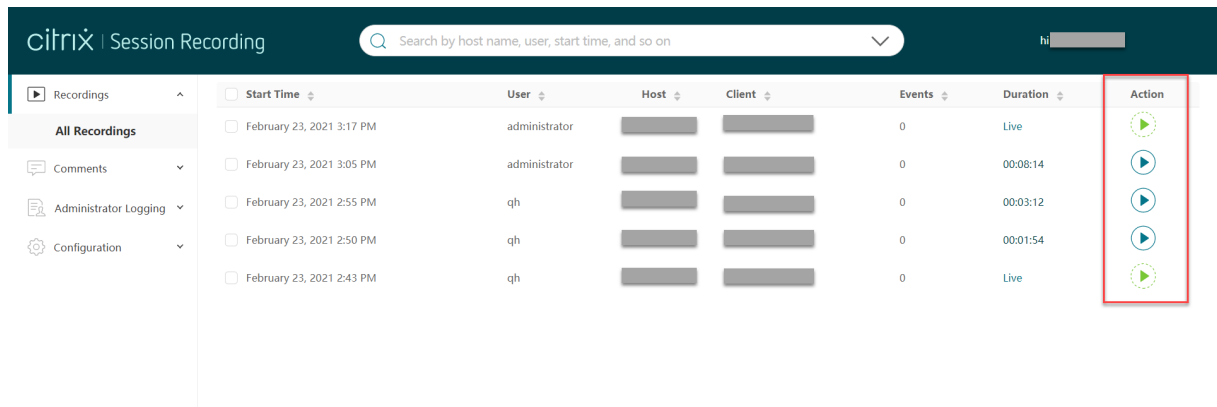 citrix | Session Recording
Search by host name, user, start time, and so on
hi
Recordings
All Recordings
Comments
Administrator Logging
Configuration
Start Time User Host Client Events Duration Action
February 23, 2021 3:17 PM administrator 0 Live
February 23, 2021 3:05 PM administrator 0 00:08:14
February 23, 2021 2:55 PM qh 0 00:03:12
February 23, 2021 2:50 PM qh 0 00:01:54
February 23, 2021 2:43 PM qh 0 Live